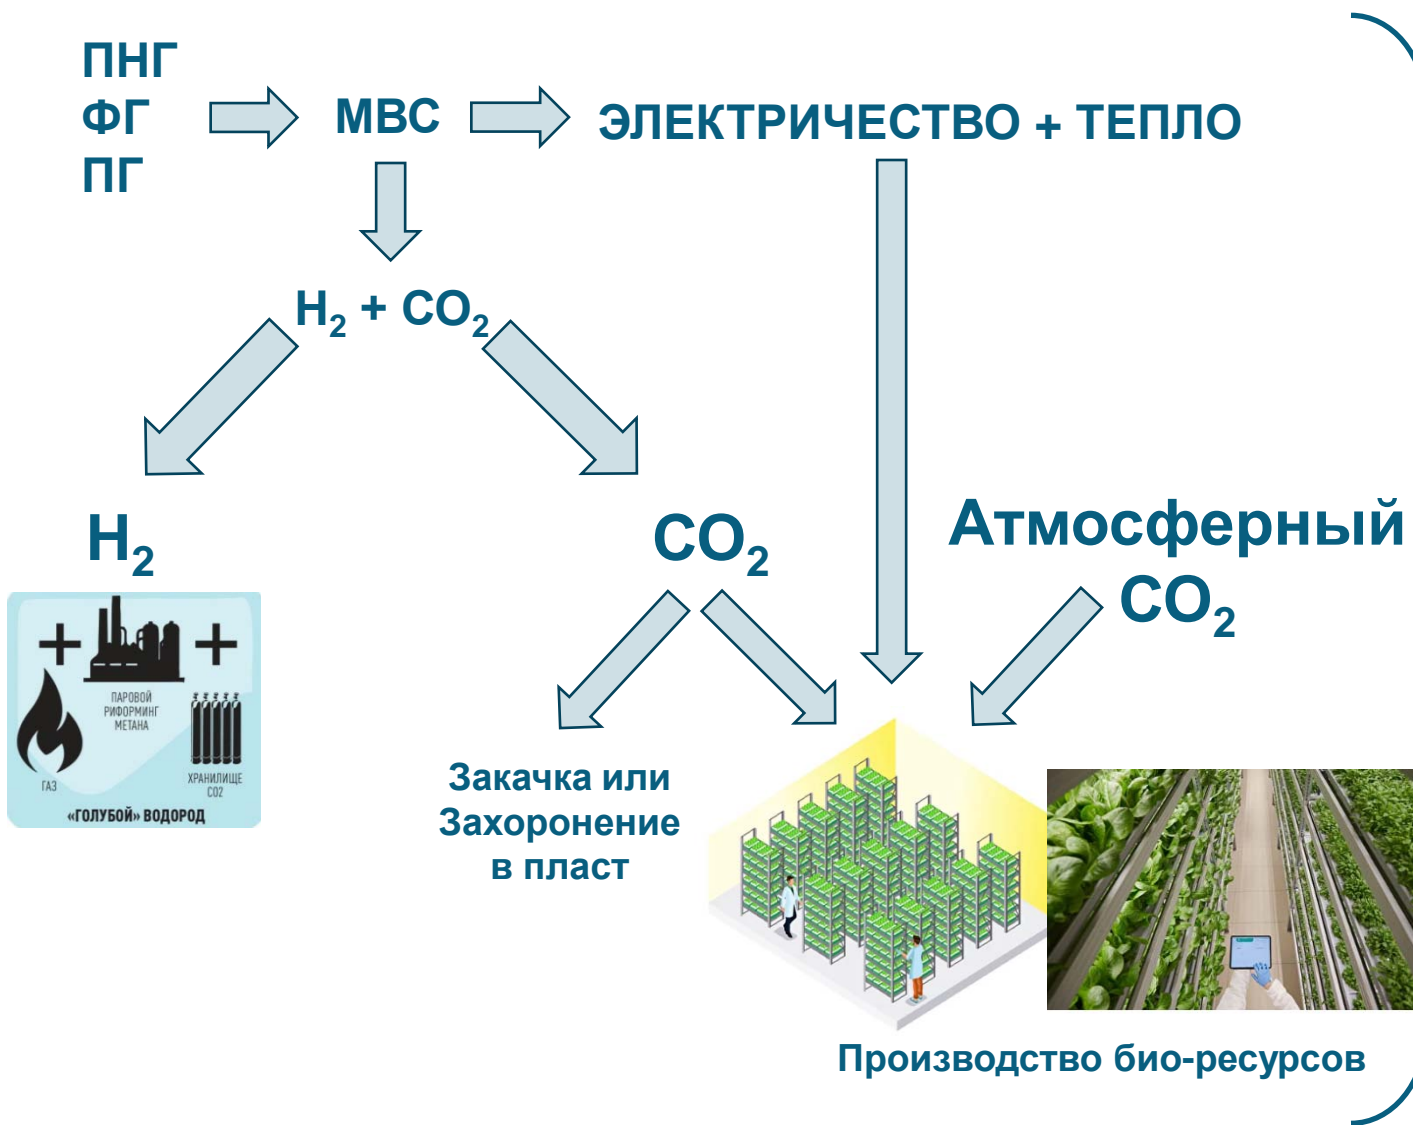 ПНГ
ФГ
ПГ
МВС
ЭЛЕКТРИЧЕСТВО + ТЕПЛО
H₂ + CO₂
H₂
CO₂
Атмосферный
CO₂
ПАРОВОЙ
РИФОРМИНГ
МЕТАНА
ГАЗ
ХРАНИЛИЩЕ
CO2
«ГОЛУБОЙ» ВОДОРОД
Закачка или
Захоронение
в пласт
Производство био-ресурсов